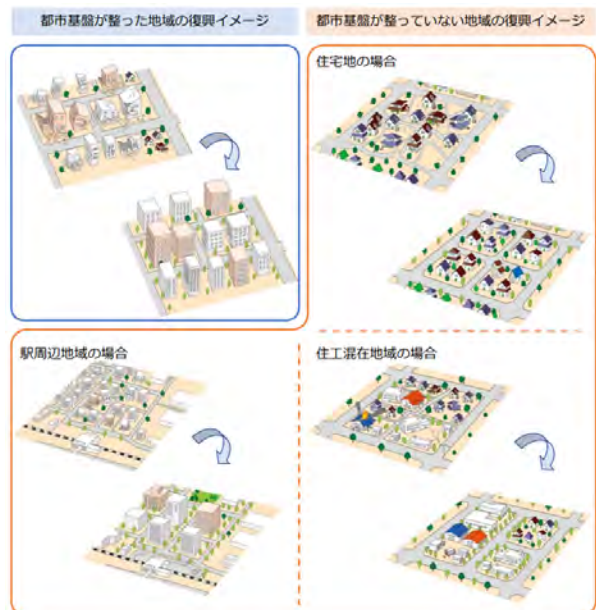 都市基盤が整った地域の復興イメージ
都市基盤が整っていない地域の復興イメージ
住宅地の場合
駅周辺地域の場合
住工混在地域の場合